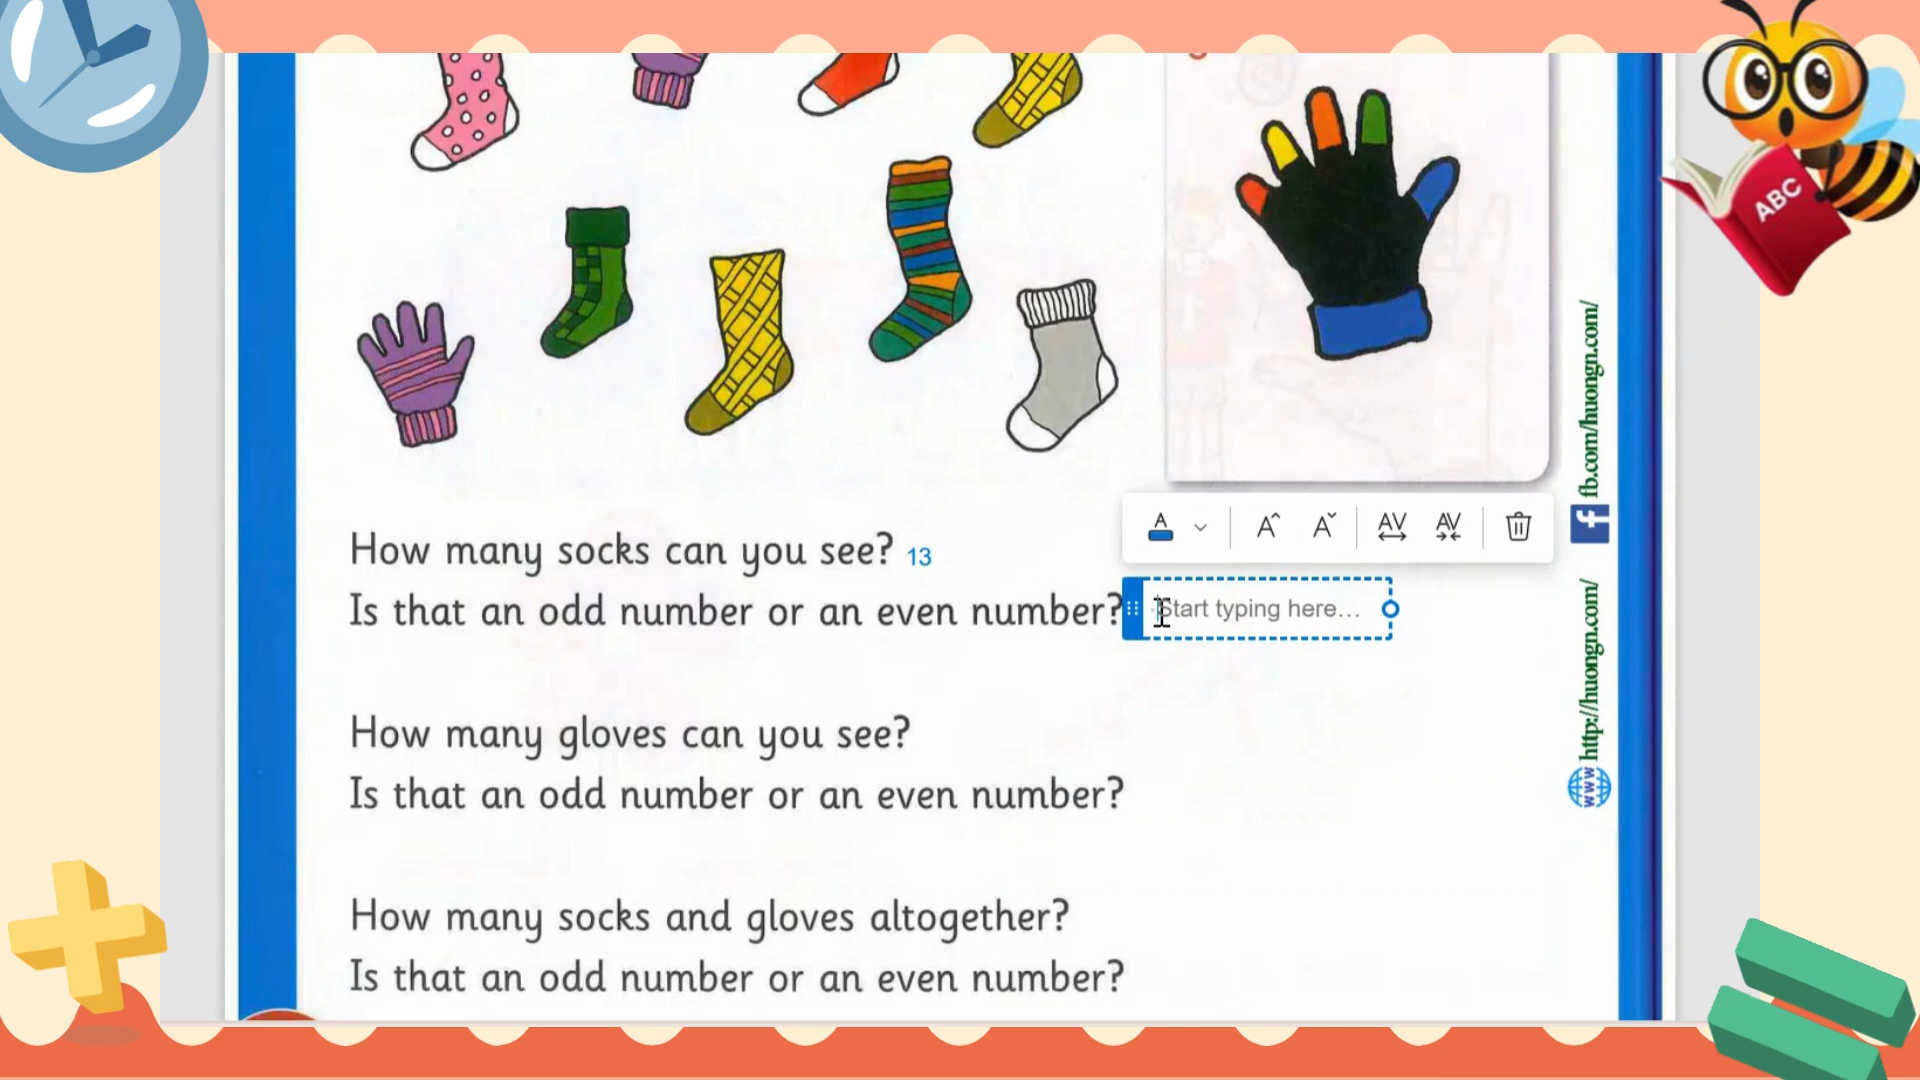 ABC
fb.com/huongn.com/
A A A AV AV
How many socks can you see? 13
Is that an odd number or an even number? Start typing here...
How many gloves can you see?
Is that an odd number or an even number?
How many socks and gloves altogether?
Is that an odd number or an even number?
http://huongn.com/
www